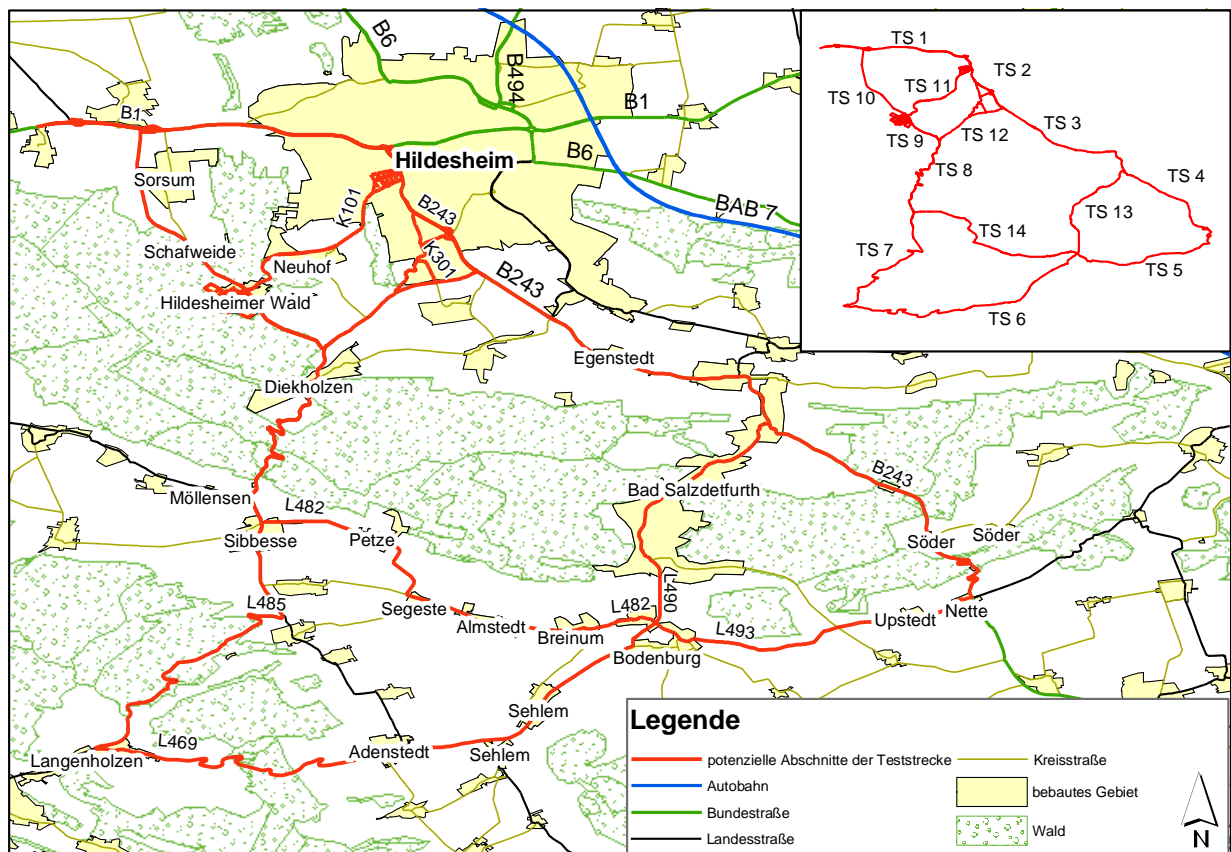 B6
B494
B1
B1
B6
BAB 7
Hildesheim
Sorsum
K101
B243
Schafweide
Neuhof
K301
B243
Hildesheimer Wald
Egenstedt
Diekholzen
Möllensen
L482
Bad Salzdetfurth
B243
Sibbesse
Petze
Söder
Söder
L485
Segeste
L482
L490
Almstedt
Breinum
L493
Upstedt
Nette
Bodenburg
Sehlem
L469
Adenstedt
Sehlem
Langenholzen
TS 1
TS 2
TS 11
TS 10
TS 3
TS 9
TS 12
TS 8
TS 4
TS 13
TS 14
TS 7
TS 5
TS 6
Legende
potenzielle Abschnitte der Teststrecke
Autobahn
Bundestraße
Landesstraße
Kreisstraße
bebautes Gebiet
Wald
N